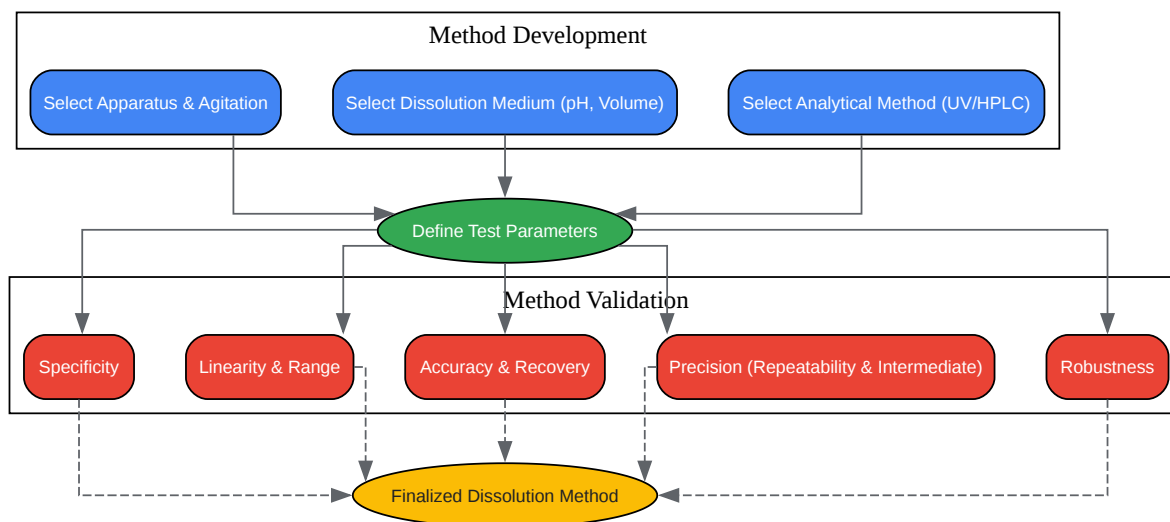 Method Development
Select Apparatus & Agitation
Select Dissolution Medium (pH, Volume)
Select Analytical Method (UV/HPLC)
Define Test Parameters
Method Validation
Specificity
Linearity & Range
Accuracy & Recovery
Precision (Repeatability & Intermediate)
Robustness
Finalized Dissolution Method